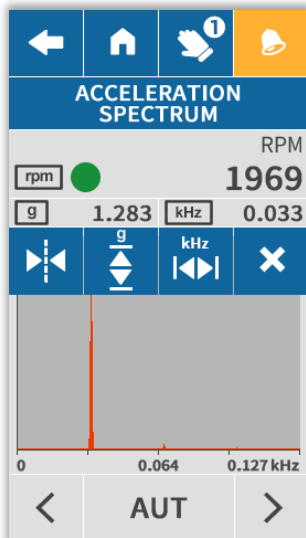 1
ACCELERATION
SPECTRUM
RPM
rpm 1969
g 1.283 kHz 0.033
g kHz
0 0.064 0.127 kHz
AUT